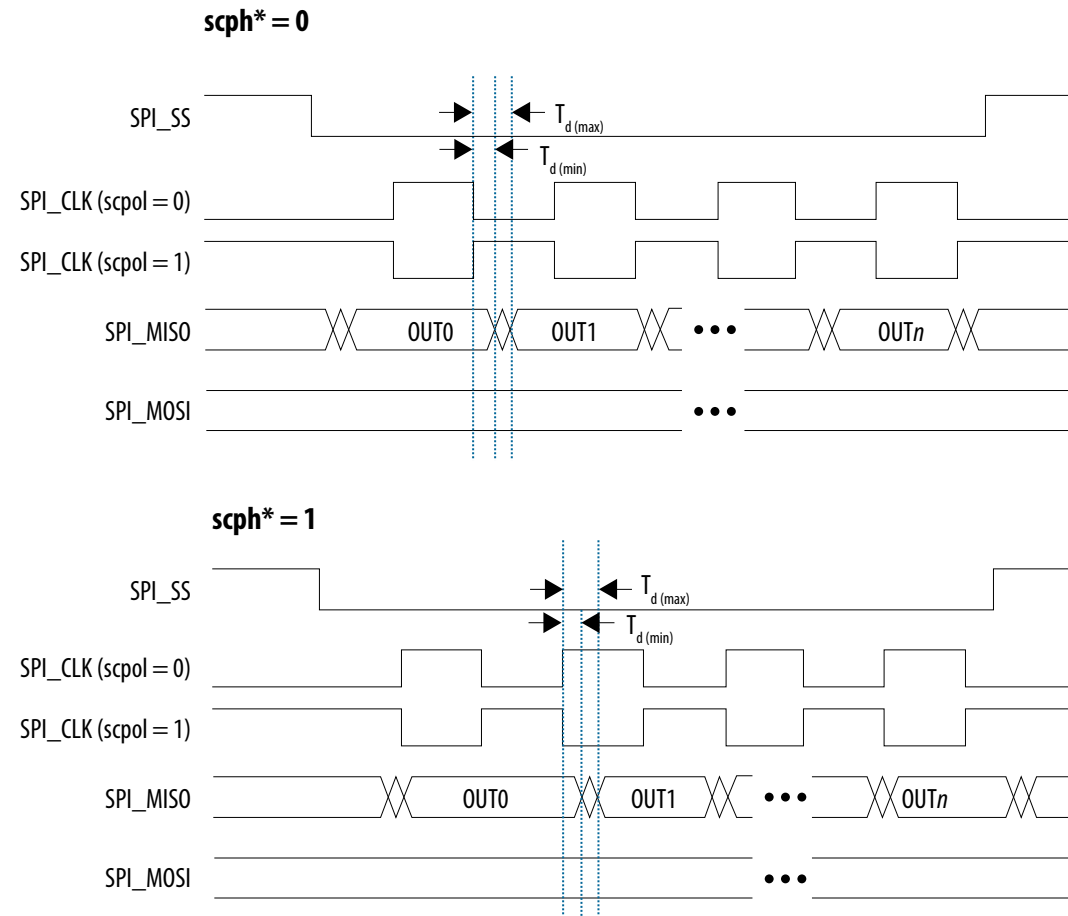 scph* = 0
SPI_SS
T d (max)
T d (min)
SPI_CLK (scpol = 0)
SPI_CLK (scpol = 1)
SPI_MISO OUT0 OUT1 ••• OUTn
SPI_MOSI •••
scph* = 1
SPI_SS
T d (max)
T d (min)
SPI_CLK (scpol = 0)
SPI_CLK (scpol = 1)
SPI_MISO OUT0 OUT1 ••• OUTn
SPI_MOSI •••